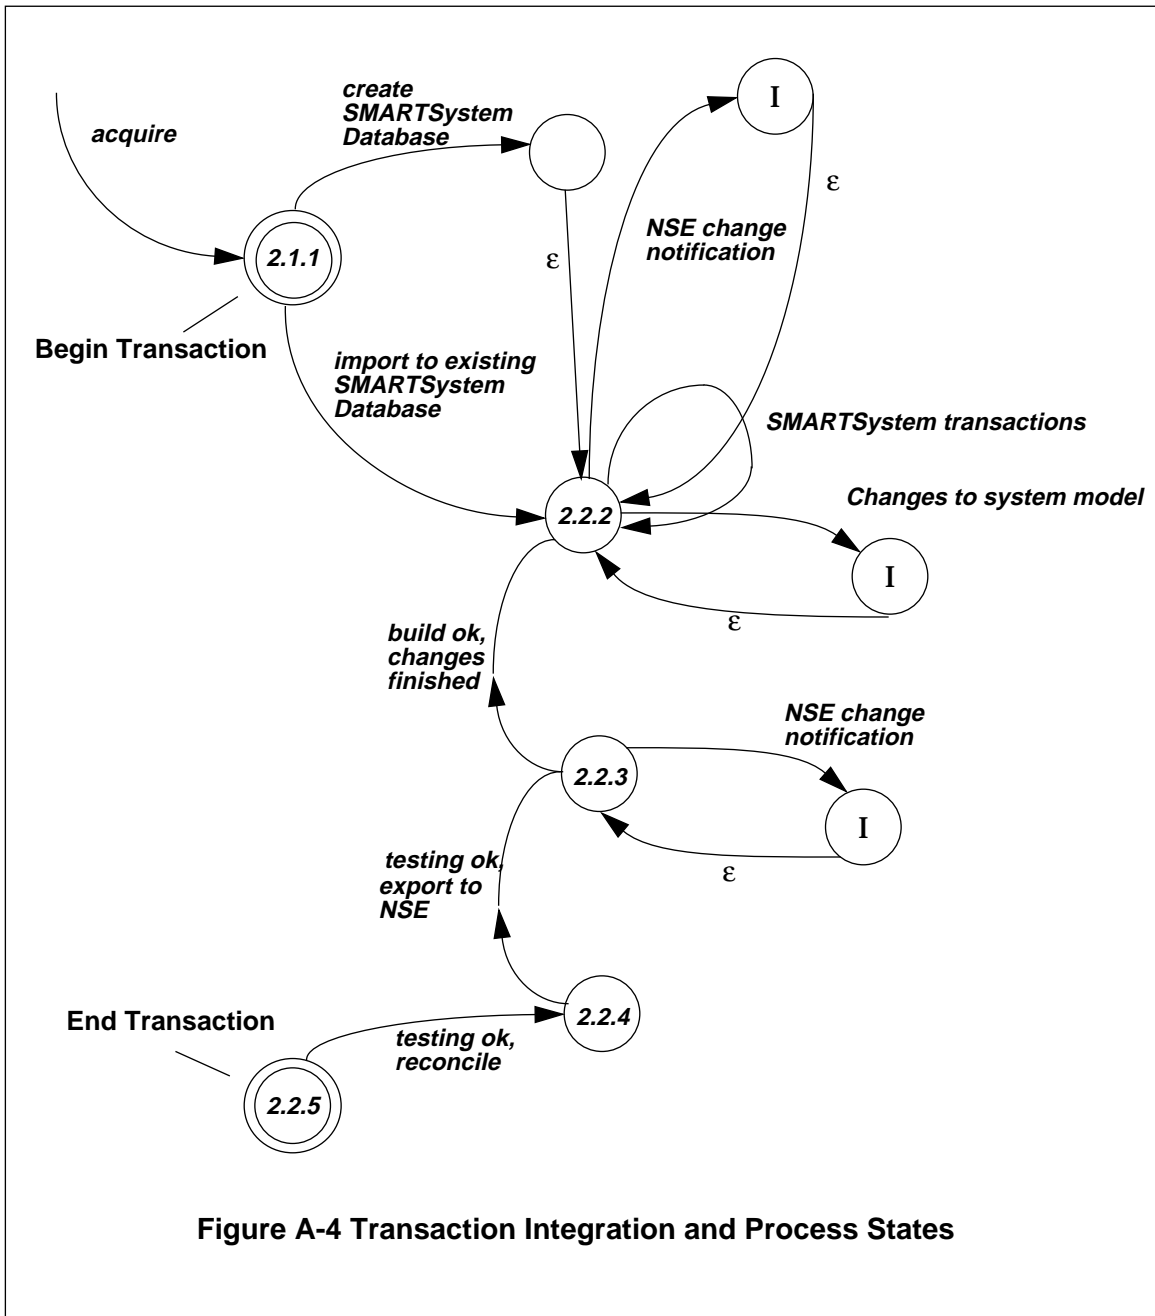 create
SMARTSystem
Database
acquire
I
ε
NSE change
notification
2.1.1
ε
Begin Transaction
import to existing
SMARTSystem
Database
SMARTSystem transactions
Changes to system model
2.2.2
I
ε
build ok,
changes
finished
NSE change
notification
2.2.3
I
testing ok,
export to
NSE
ε
End Transaction
2.2.4
testing ok,
reconcile
2.2.5
Figure A-4 Transaction Integration and Process States